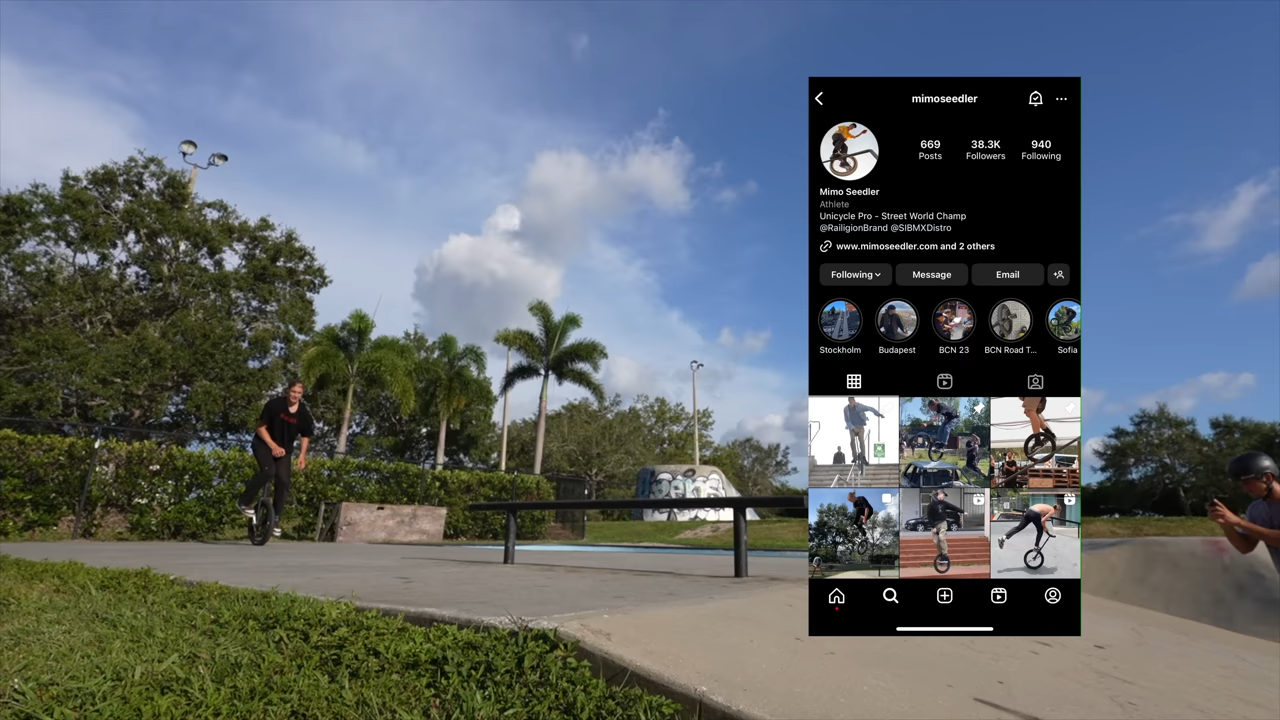 mimoseedler
669
38.3K
940
Posts
Followers
Following
Mimo Seedler
Athlete
Unicycle Pro - Street World Champ
@RailigionBrand @SIBMXDistro
www.mimoseedler.com and 2 others
Following
Message
Email
Stockholm
Budapest
BCN 23
BCN Road T...
Sofia